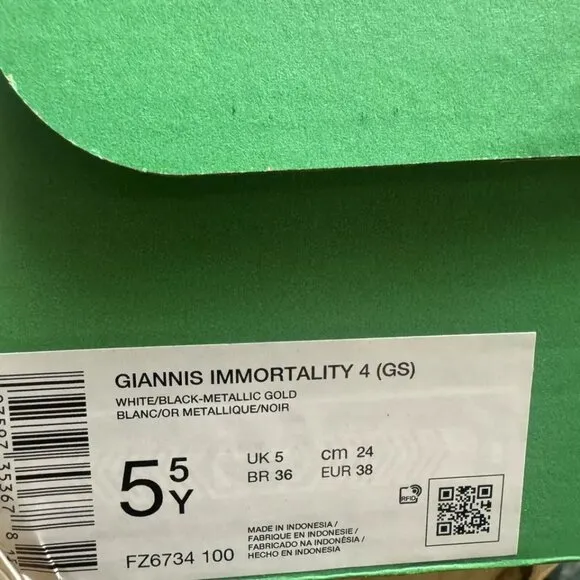 GIANNIS IMMORTALITY 4 (GS)
WHITE/BLACK-METALLIC GOLD
BLANC/OR METALLIQUE/NOIR
5 5 Y
UK 5 cm 24
BR 36 EUR 38
RFID
MADE IN INDONESIA/
FABRIQUE EN INDONESIE/
FABRICADO NA INDONÉSIA/
HECHO EN INDONESIA
FZ6734 100